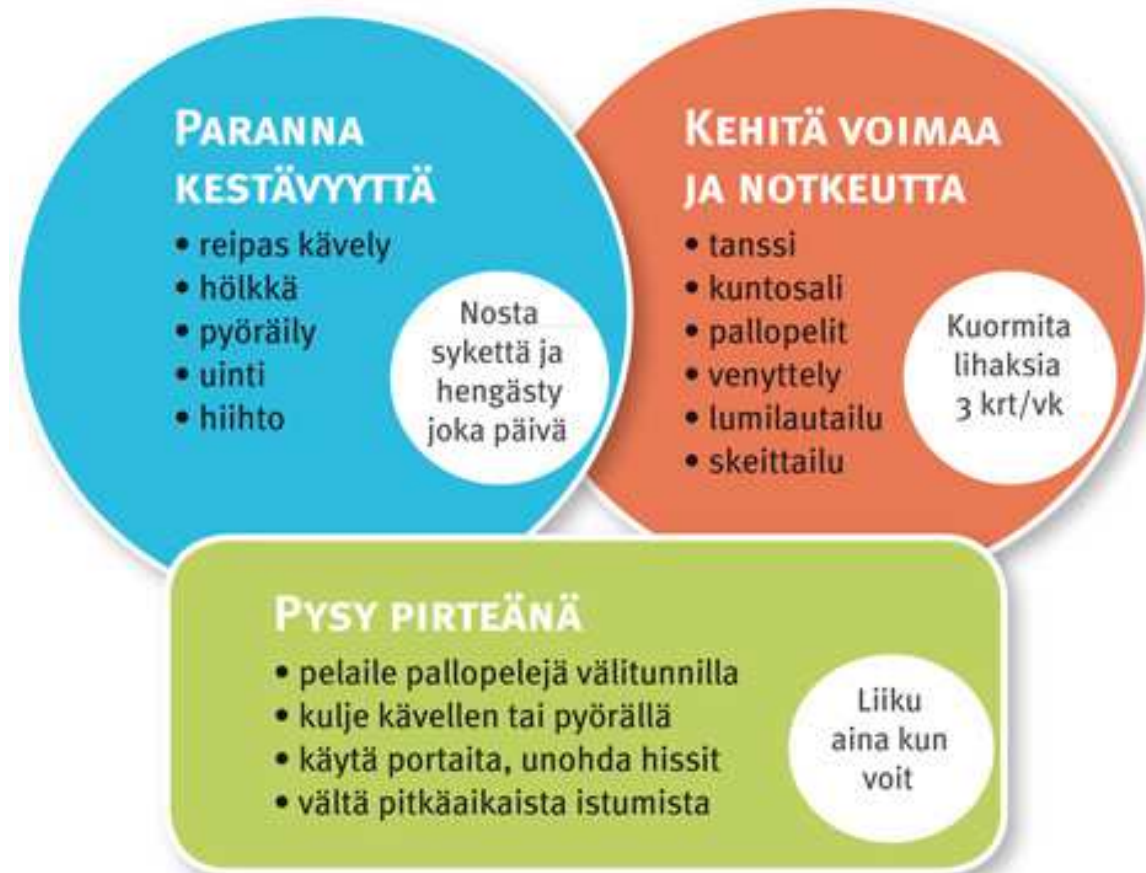 PARANNA
KESTÄVYYTTÄ
• reipas kävely
• hölkkä
• pyöräily
• uinti
• hiihto
Nosta
sykettä ja
hengästy
joka päivä
KEHITÄ VOIMAA
JA NOTKEUTTA
• tanssi
• kuntosali
• pallopelit
• venyttely
• lumilautailu
• skeittailu
Kuormita
lihaksia
3 krt/vk
PYSY PIRTEÄNÄ
• pelaile pallopelejä välitunnilla
• kulje kävellen tai pyörällä
• käytä portaita, unohda hissit
• vältä pitkäaikaista istumista
Liiku
aina kun
voit